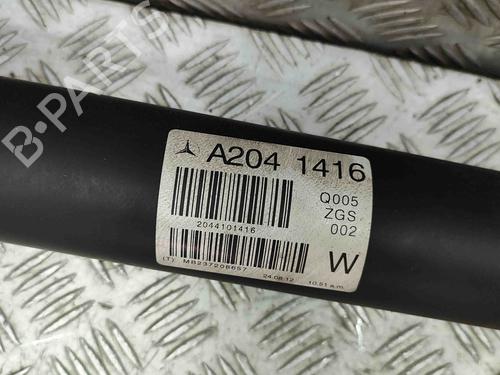 B-PARTS
A204 1416
Q005
ZGS
002
2044101416
W
(T) MB237208657 24.08.12 10.51 a.m.